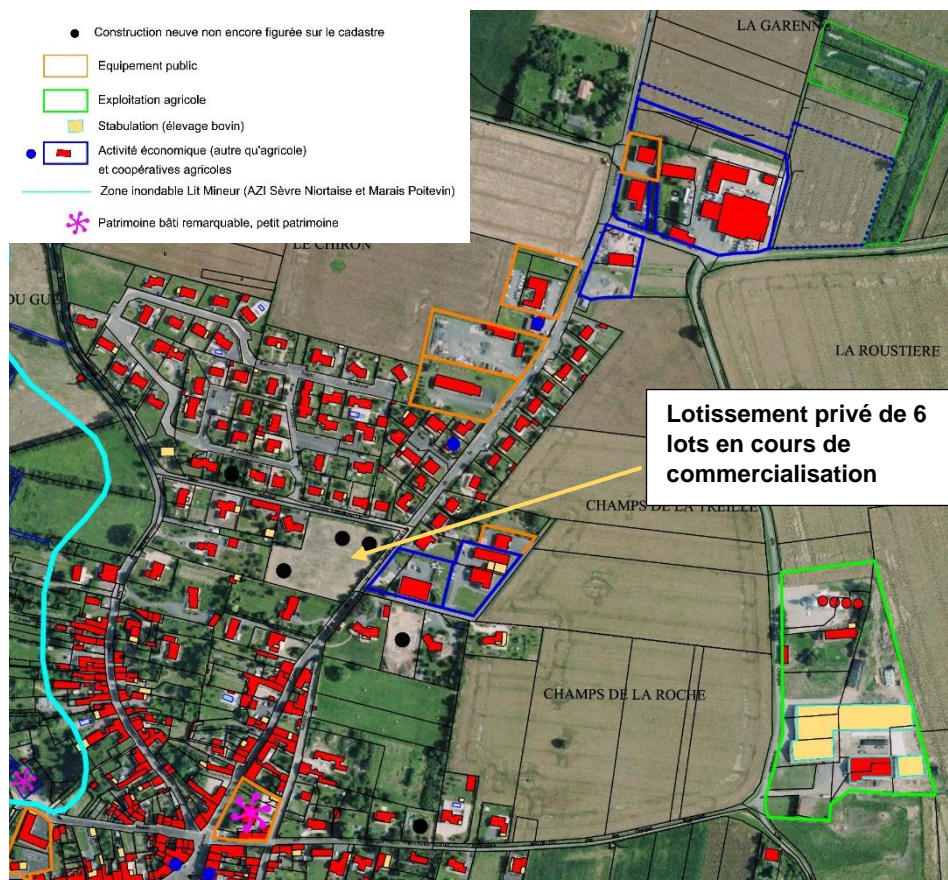 Construction neuve non encore figurée sur le cadastre
Equipement public
Exploitation agricole
Stabulation (élevage bovin)
Activité économique (autre qu'agricole)
et coopératives agricoles
Zone inondable Lit Mineur (AZI Sèvre Niortaise et Marais Poitevin)
Patrimoine bâti remarquable, petit patrimoine
LA GARENNE
LE CHIRON
DU GUE
LA ROUSTIERE
Lotissement privé de 6
lots en cours de
commercialisation
CHAMPS DE LA TREILLE
CHAMPS DE LA ROCHE